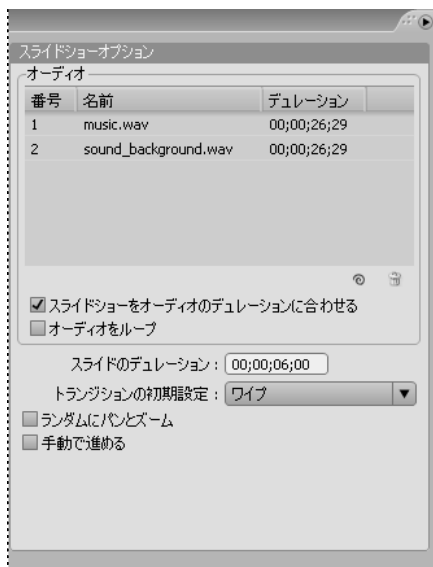 スライドショーオプション
オーディオ
番号 名前 デュレーション
1 music.wav 00;00;26;29
2 sound_background.wav 00;00;26;29
スライドショーをオーディオのデュレーションに合わせる
オーディオをループ
スライドのデュレーション : 00;00;06;00
トランジションの初期設定 : ワイプ
ランダムにパンとズーム
手動で進める